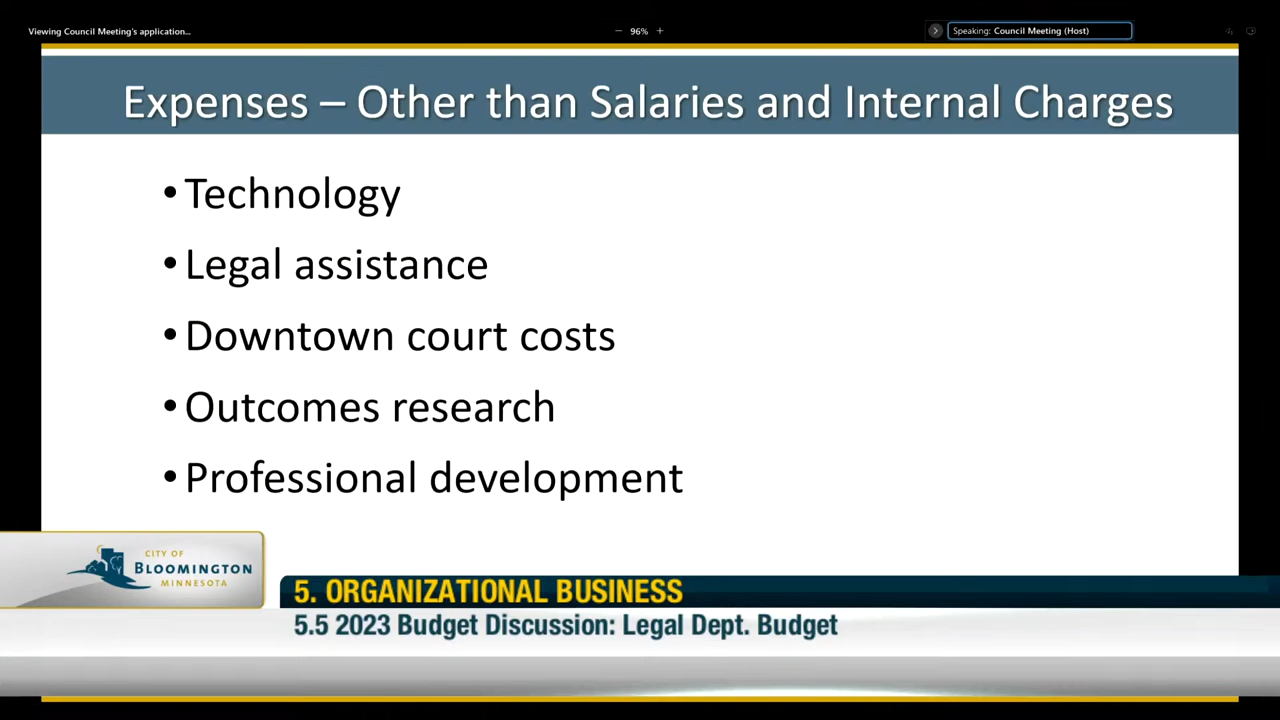 Viewing Council Meeting's application...
96%
Speaking: Council Meeting (Host)
Expenses – Other than Salaries and Internal Charges
•Technology
•Legal assistance
•Downtown court costs
•Outcomes research
•Professional development
CITY OF
BLOOMINGTON
MINNESOTA
5. ORGANIZATIONAL BUSINESS
5.5 2023 Budget Discussion: Legal Dept. Budget